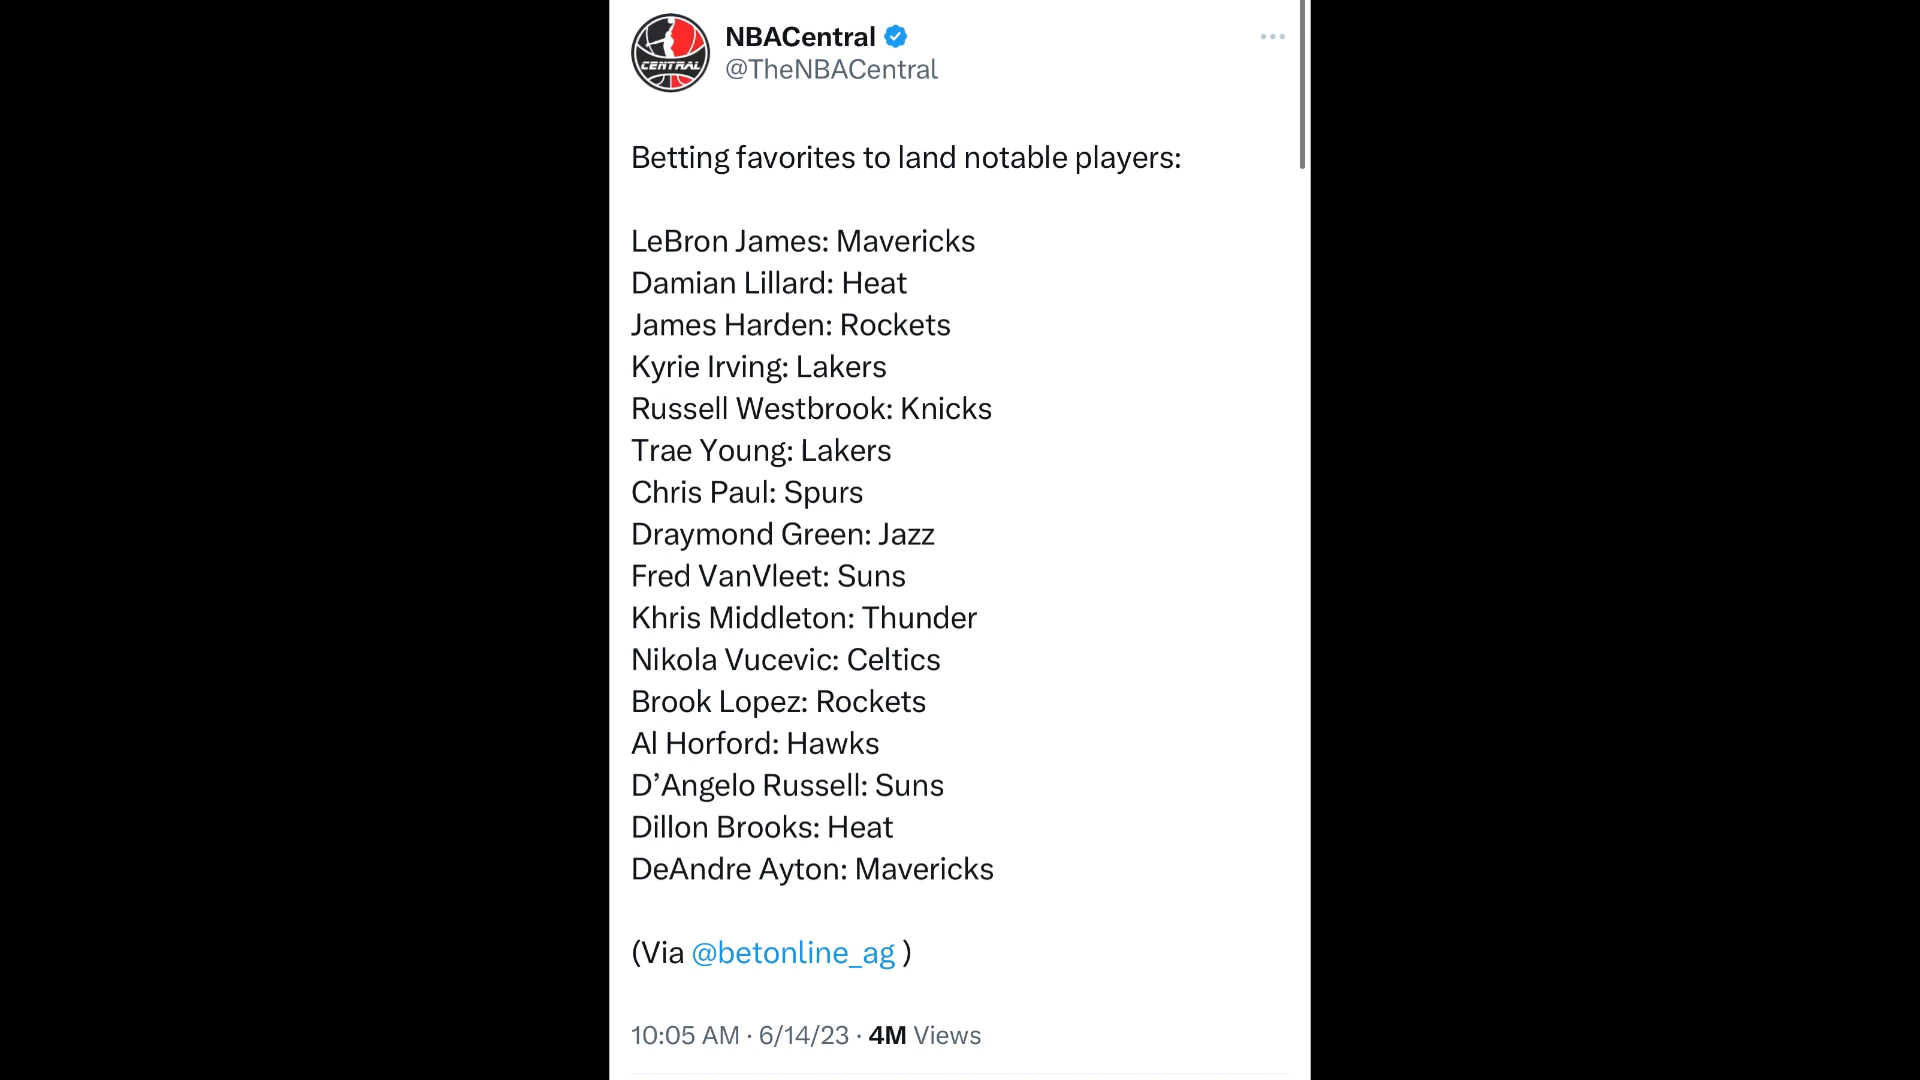 NBACentral
@TheNBACentral
CENTRAL
Betting favorites to land notable players:
LeBron James: Mavericks
Damian Lillard: Heat
James Harden: Rockets
Kyrie Irving: Lakers
Russell Westbrook: Knicks
Trae Young: Lakers
Chris Paul: Spurs
Draymond Green: Jazz
Fred VanVleet: Suns
Khris Middleton: Thunder
Nikola Vucevic: Celtics
Brook Lopez: Rockets
Al Horford: Hawks
D’Angelo Russell: Suns
Dillon Brooks: Heat
DeAndre Ayton: Mavericks
(Via @betonline_ag )
10:05 AM · 6/14/23 · 4M Views